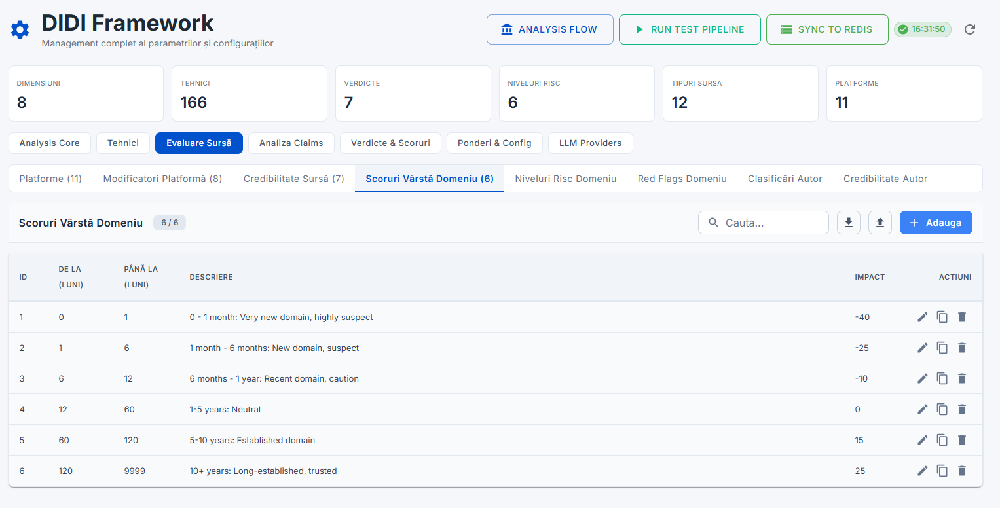 DIDI Framework
Management complet al parametrilor și configurațiilor
ANALYSIS FLOW
RUN TEST PIPELINE
SYNC TO REDIS
16:31:50
DIMENSIUNI
8
TEHNICI
166
VERDICTE
7
NIVELURI RISC
6
TIPURI SURSA
12
PLATFORME
11
Analysis Core
Tehnici
Evaluare Sursă
Analiza Claims
Verdicte & Scoruri
Ponderi & Config
LLM Providers
Platforme (11)
Modificatori Platformă (8)
Credibilitate Sursă (7)
Scoruri Vârstă Domeniu (6)
Niveluri Risc Domeniu
Red Flags Domeniu
Clasificări Autor
Credibilitate Autor
Scoruri Vârstă Domeniu 6 / 6
Cauta...
+ Adauga
ID DE LA (LUNI) PÂNĂ LA (LUNI) DESCRIERE IMPACT ACTIUNI
1 0 1 0 - 1 month: Very new domain, highly suspect -40
2 1 6 1 month - 6 months: New domain, suspect -25
3 6 12 6 months - 1 year: Recent domain, caution -10
4 12 60 1-5 years: Neutral 0
5 60 120 5-10 years: Established domain 15
6 120 9999 10+ years: Long-established, trusted 25